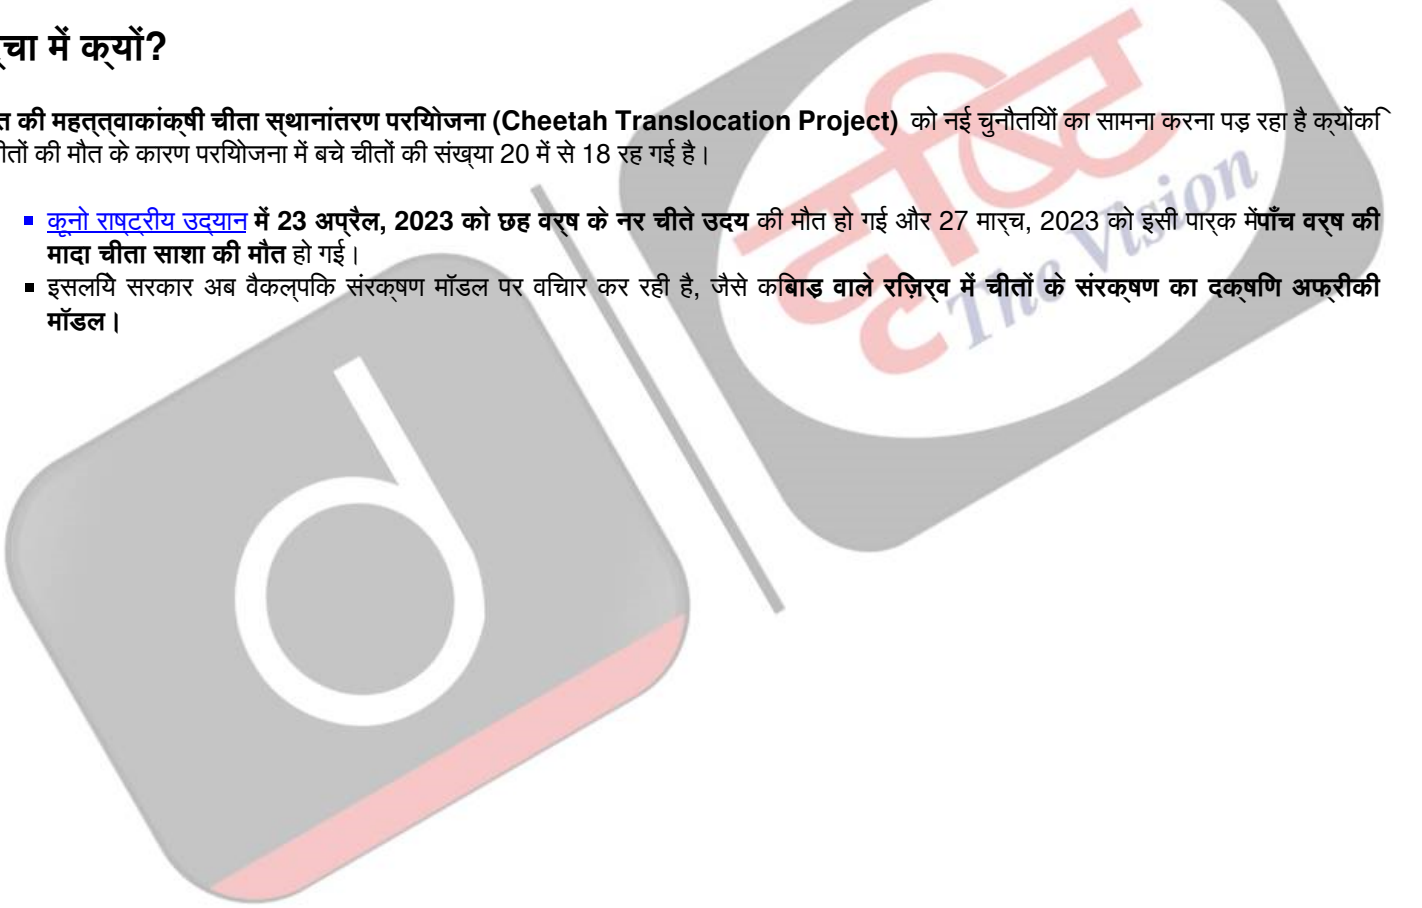 र्चा में क्यों?
त की महत्त्वाकांक्षी चीता स्थानांतरण परियोजना (Cheetah Translocation Project) को नई चुनौतियों का सामना करना पड़ रहा है क्योंकि
ीतों की मौत के कारण परियोजना में बचे चीतों की संख्या 20 में से 18 रह गई है।
कूनो राष्ट्रीय उद्यान में 23 अप्रैल, 2023 को छह वर्ष के नर चीते उदय की मौत हो गई और 27 मार्च, 2023 को इसी पार्क में पाँच वर्ष की
मादा चीता साशा की मौत हो गई।
इसलिये सरकार अब वैकल्पिक संरक्षण मॉडल पर विचार कर रही है, जैसे कि बाड़ वाले रिज़र्व में चीतों के संरक्षण का दक्षिण अफ्रीकी
मॉडल।
दृष्टि
The Vision